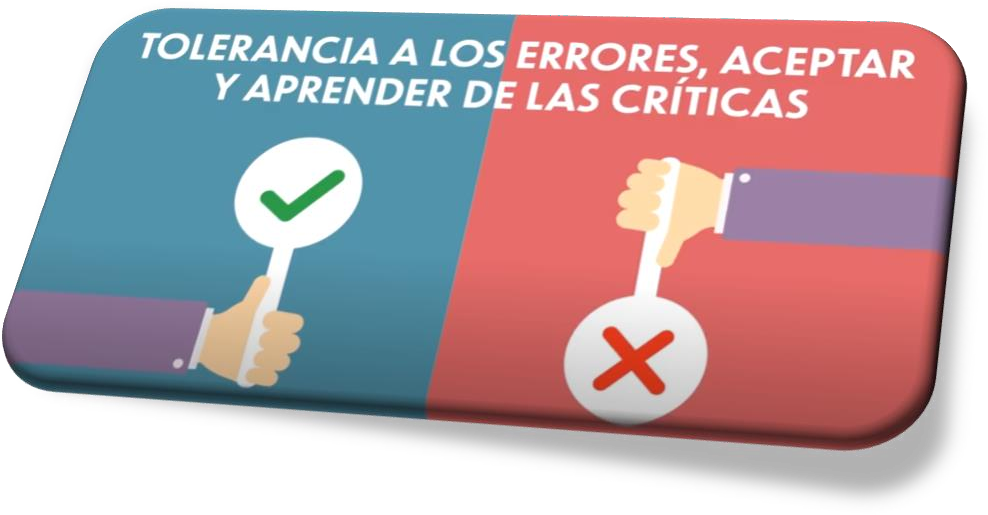 TOLERANCIA A LOS ERRORES, ACEPTAR
Y APRENDER DE LAS CRÍTICAS